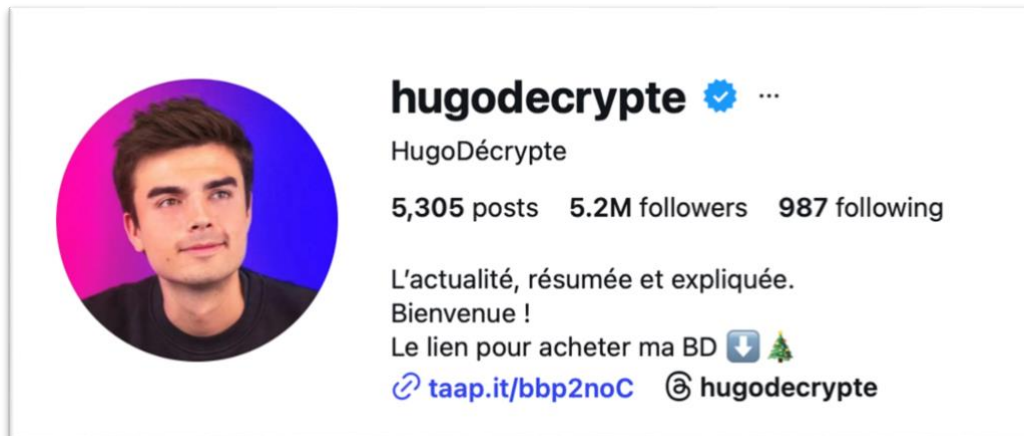 hugodecrypte ...
HugoDécrypte
5,305 posts 5.2M followers 987 following
L’actualité, résumée et expliquée.
Bienvenue !
Le lien pour acheter ma BD ⬇️🎄
taap.it/bbp2noC hugodecrypte